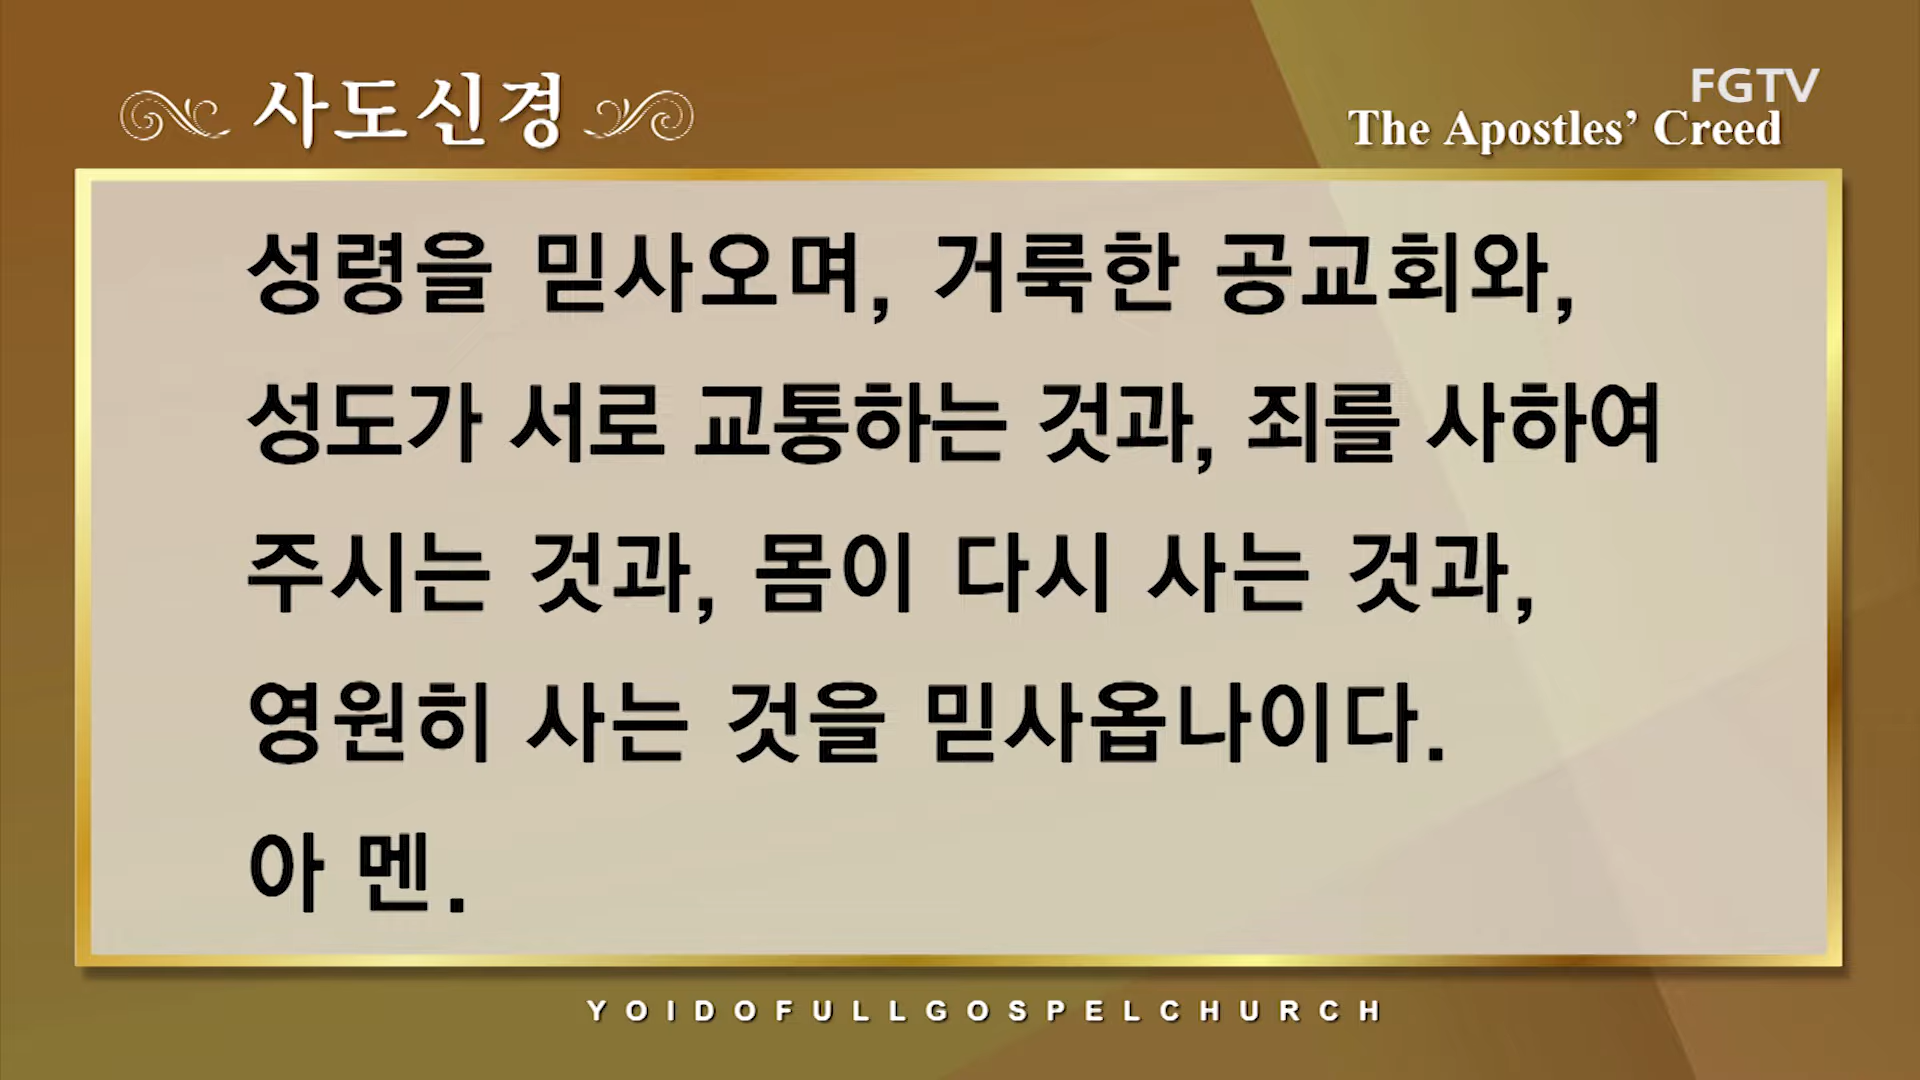 사도신경
FGTV
The Apostles’ Creed
성령을 믿사오며, 거룩한 공교회와,
성도가 서로 교통하는 것과, 죄를 사하여
주시는 것과, 몸이 다시 사는 것과,
영원히 사는 것을 믿사옵나이다.
아 멘.
YOIDOFULLGOSPELCHURCH